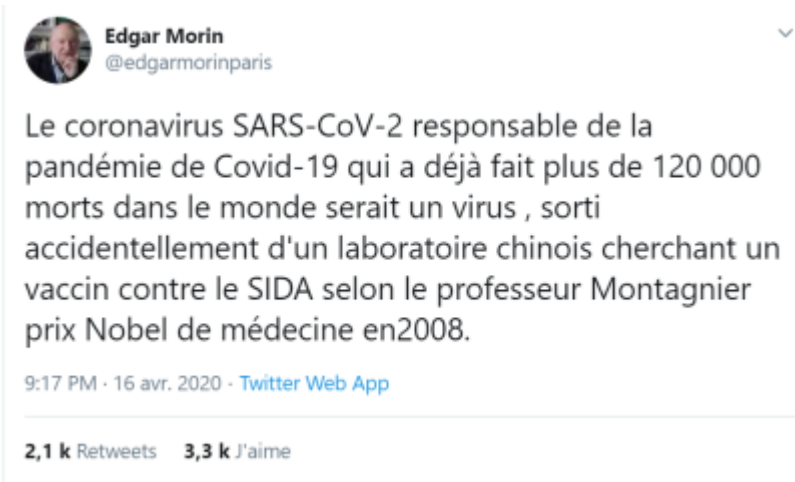 Edgar Morin
@edgarmorinparis
Le coronavirus SARS-CoV-2 responsable de la
pandémie de Covid-19 qui a déjà fait plus de 120 000
morts dans le monde serait un virus , sorti
accidentellement d'un laboratoire chinois cherchant un
vaccin contre le SIDA selon le professeur Montagnier
prix Nobel de médecine en2008.
9:17 PM · 16 avr. 2020 · Twitter Web App
2,1 k Retweets 3,3 k J'aime